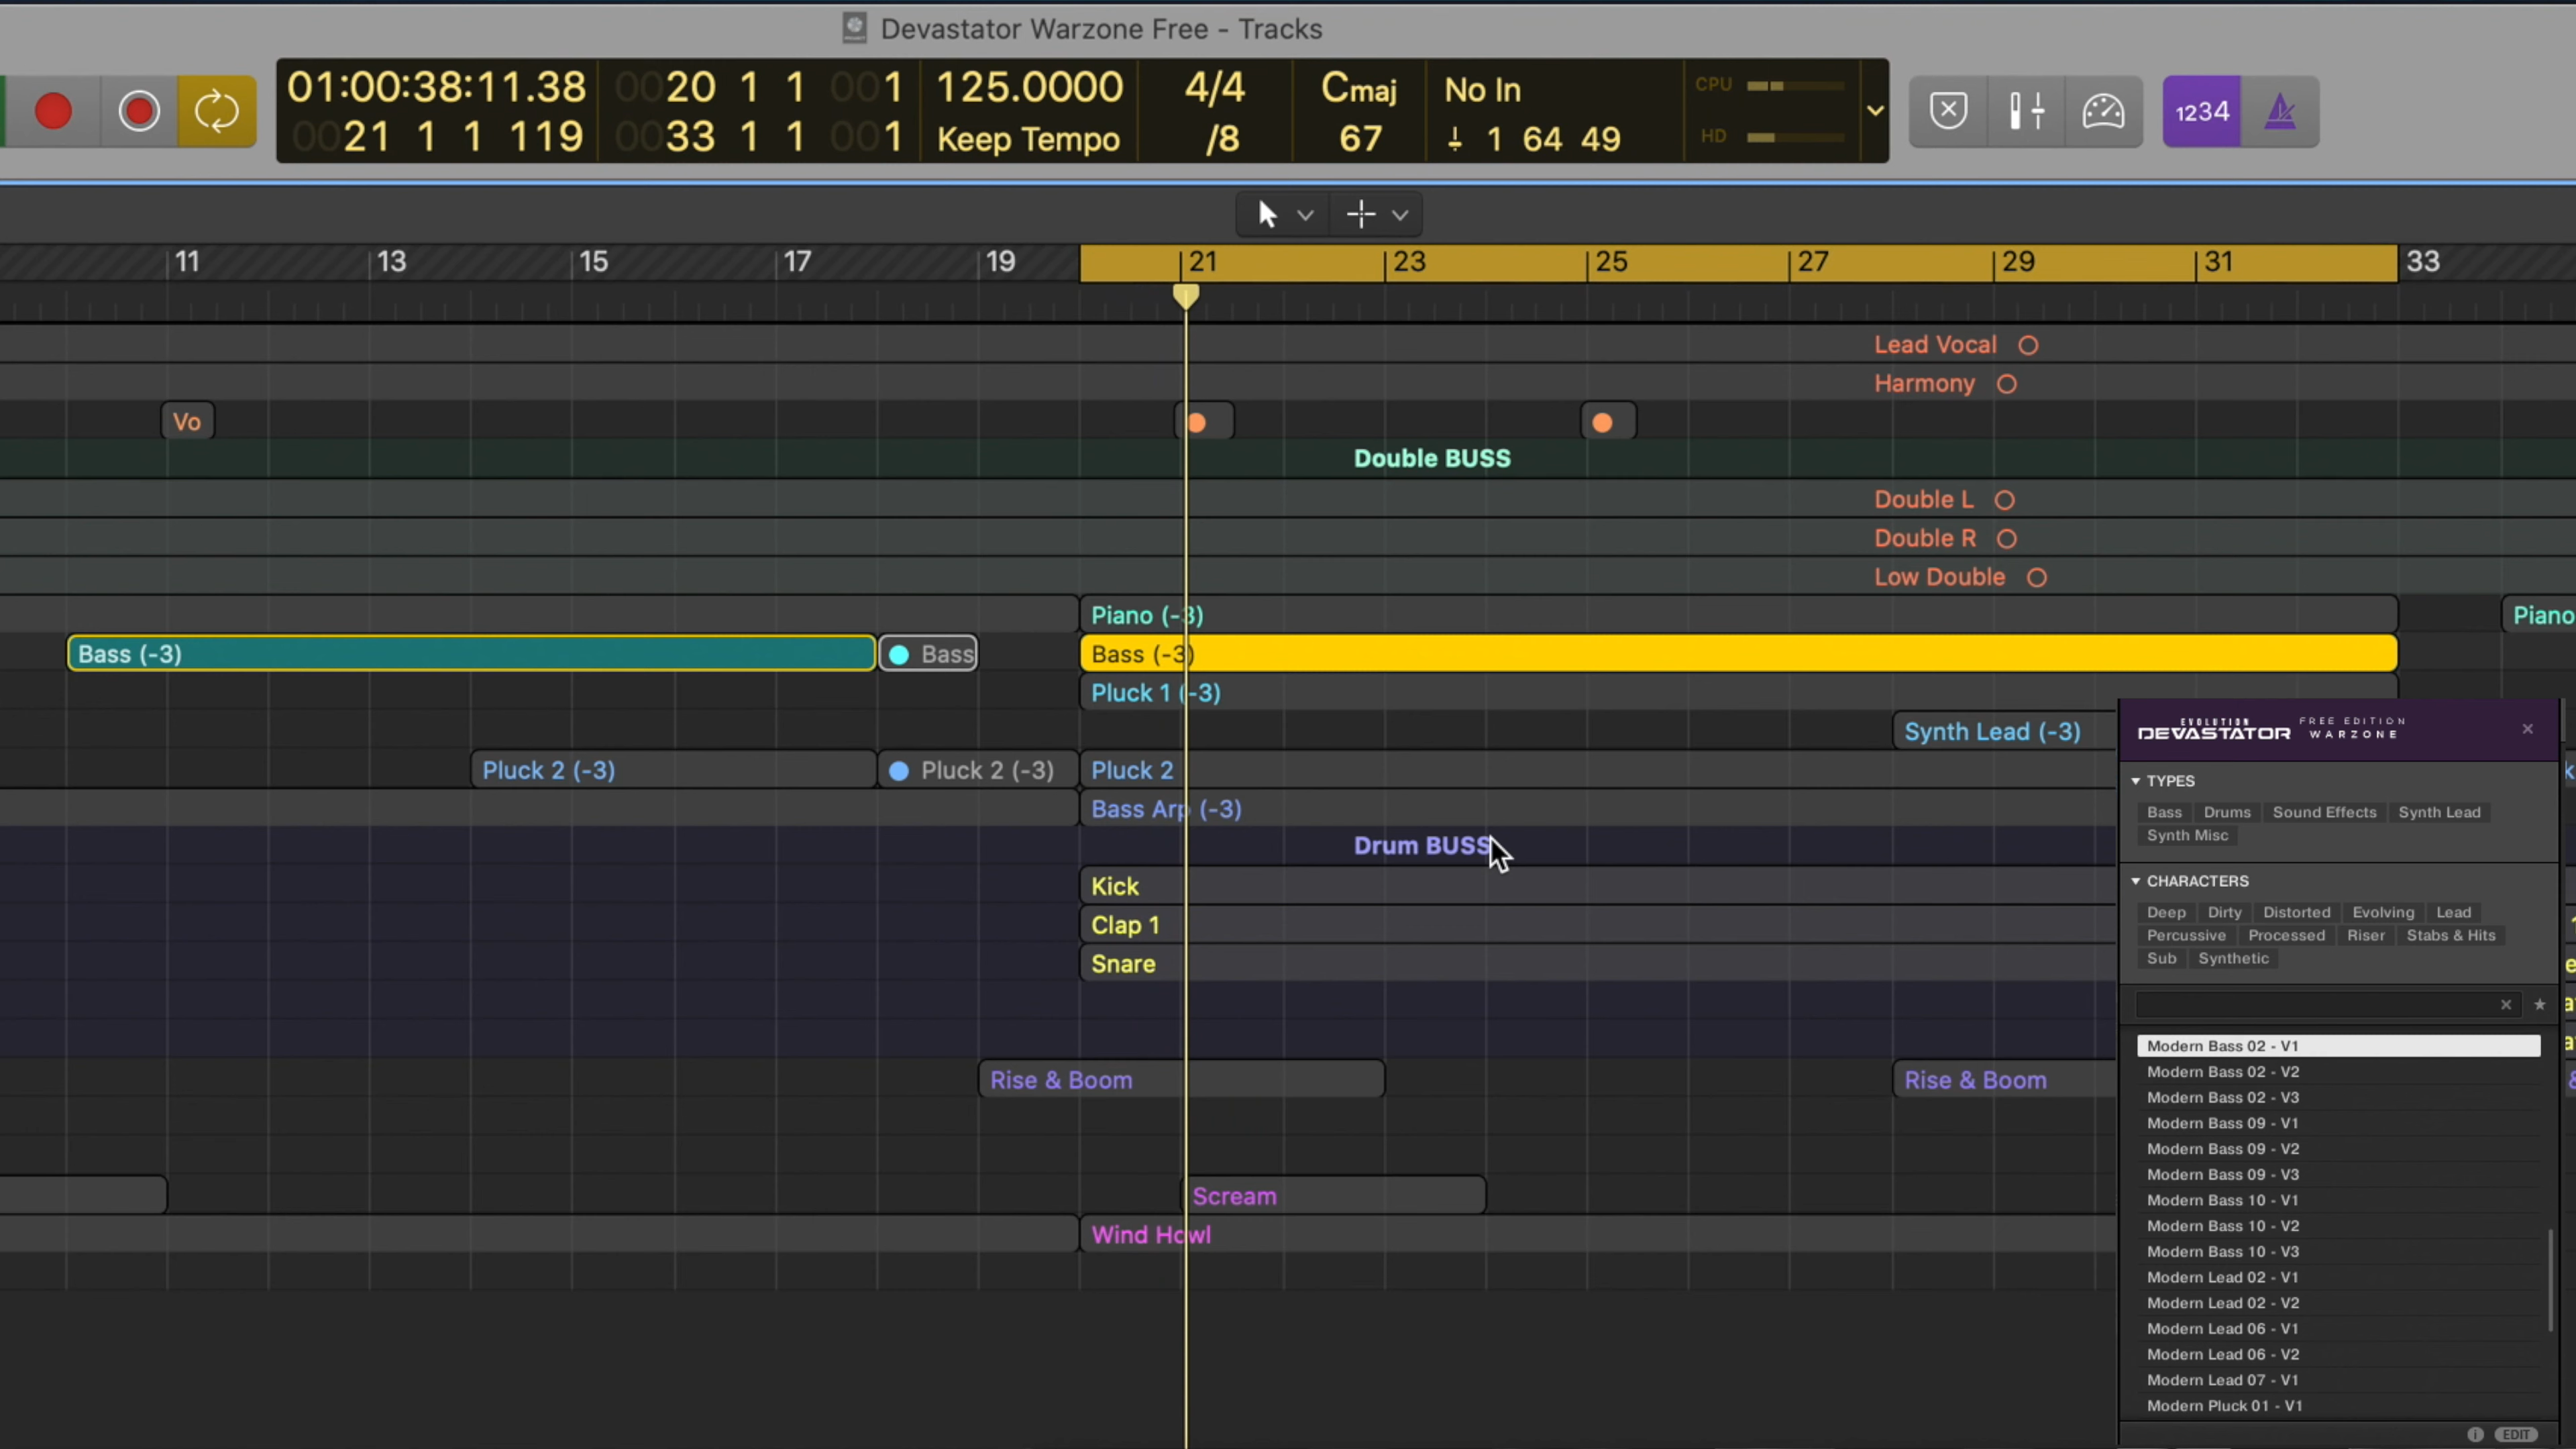 Devastator Warzone Free - Tracks
01:00:38:11.38 0020 1 1 001 125.0000 4/4 Cmaj No In CPU
0021 1 1 119 0033 1 1 001 Keep Tempo /8 67 1 64 49 HD
1234
11 13 15 17 19 21 23 25 27 29 31 33
Lead Vocal
Harmony
Vo
Double BUSS
Double L
Double R
Low Double
Piano (-3) Piano
Bass (-3) Bass Bass (-3)
Pluck 1 (-3)
Synth Lead (-3)
Pluck 2 (-3) Pluck 2 (-3) Pluck 2
Bass Arp (-3)
Drum BUSS
Kick
Clap 1
Snare
Rise & Boom Rise & Boom
Scream
Wind Howl
EVOLUTION
DEVASTATOR
FREE EDITION
WARZONE
TYPES
Bass Drums Sound Effects Synth Lead
Synth Misc
CHARACTERS
Deep Dirty Distorted Evolving Lead
Percussive Processed Riser Stabs & Hits
Sub Synthetic
Modern Bass 02 - V1
Modern Bass 02 - V2
Modern Bass 02 - V3
Modern Bass 09 - V1
Modern Bass 09 - V2
Modern Bass 09 - V3
Modern Bass 10 - V1
Modern Bass 10 - V2
Modern Bass 10 - V3
Modern Lead 02 - V1
Modern Lead 02 - V2
Modern Lead 06 - V1
Modern Lead 06 - V2
Modern Lead 07 - V1
Modern Pluck 01 - V1
EDIT